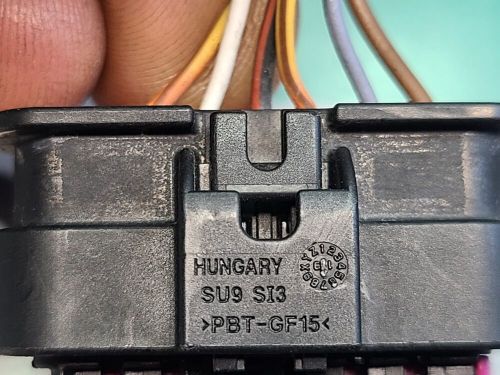 HUNGARY
SU9 SI3
>PBT-GF15<